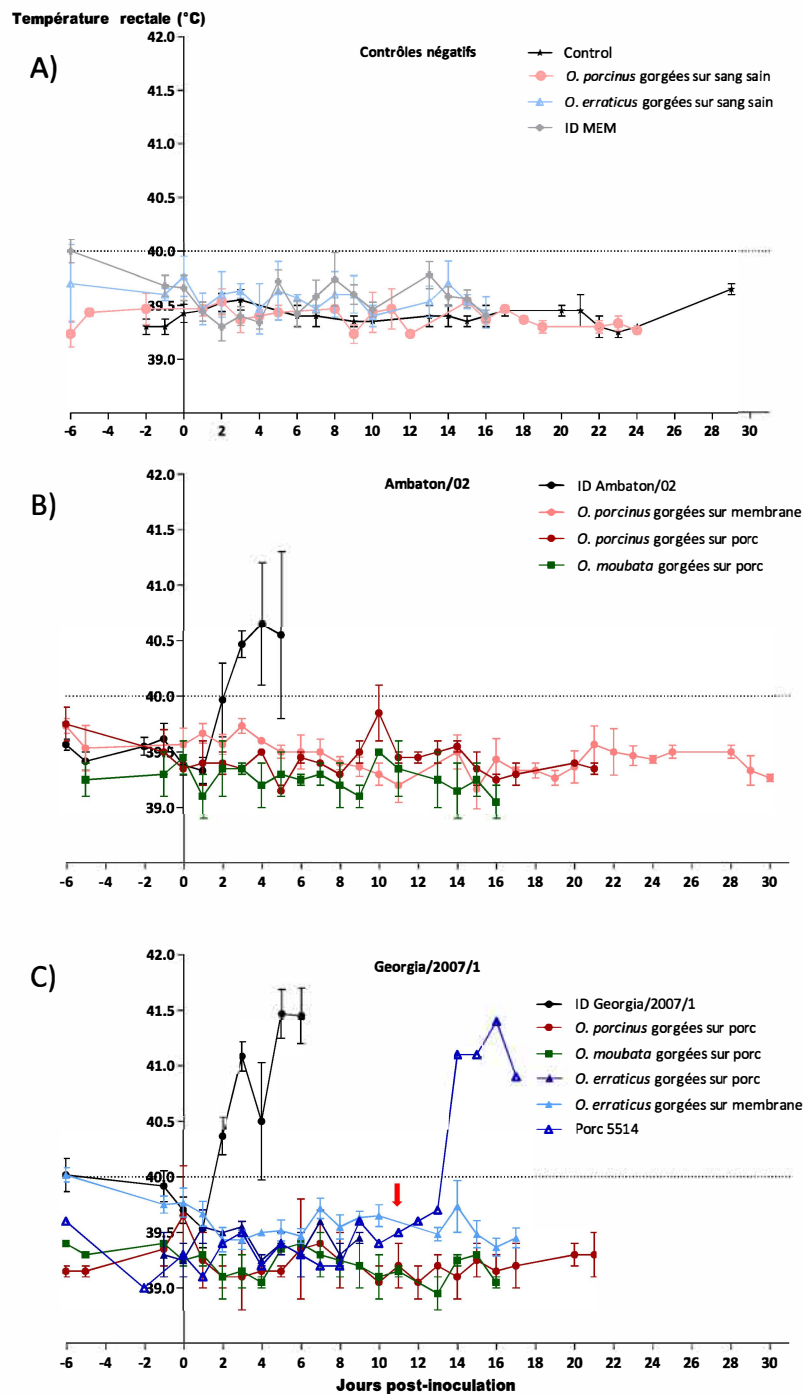 Température rectale (°C)
A)
Contrôles négatifs
42.0
41.5
41.0
40.5
40.0
39.5
39.0
Control
O. porcinus gorgées sur sang sain
O. erraticus gorgées sur sang sain
ID MEM
-6 -4 -2 0 2 4 6 8 10 12 14 16 18 20 22 24 26 28 30
B)
Ambaton/02
42.0
41.5
41.0
40.5
40.0
39.5
39.0
ID Ambaton/02
O. porcinus gorgées sur membrane
O. porcinus gorgées sur porc
O. moubata gorgées sur porc
-6 -4 -2 0 2 4 6 8 10 12 14 16 18 20 22 24 26 28 30
C)
Georgia/2007/1
42.0
41.5
41.0
40.5
40.0
39.5
39.0
ID Georgia/2007/1
O. porcinus gorgées sur porc
O. moubata gorgées sur porc
O. erraticus gorgées sur porc
O. erraticus gorgées sur membrane
Porc 5514
-6 -4 -2 0 2 4 6 8 10 12 14 16 18 20 22 24 26 28 30
Jours post-inoculation